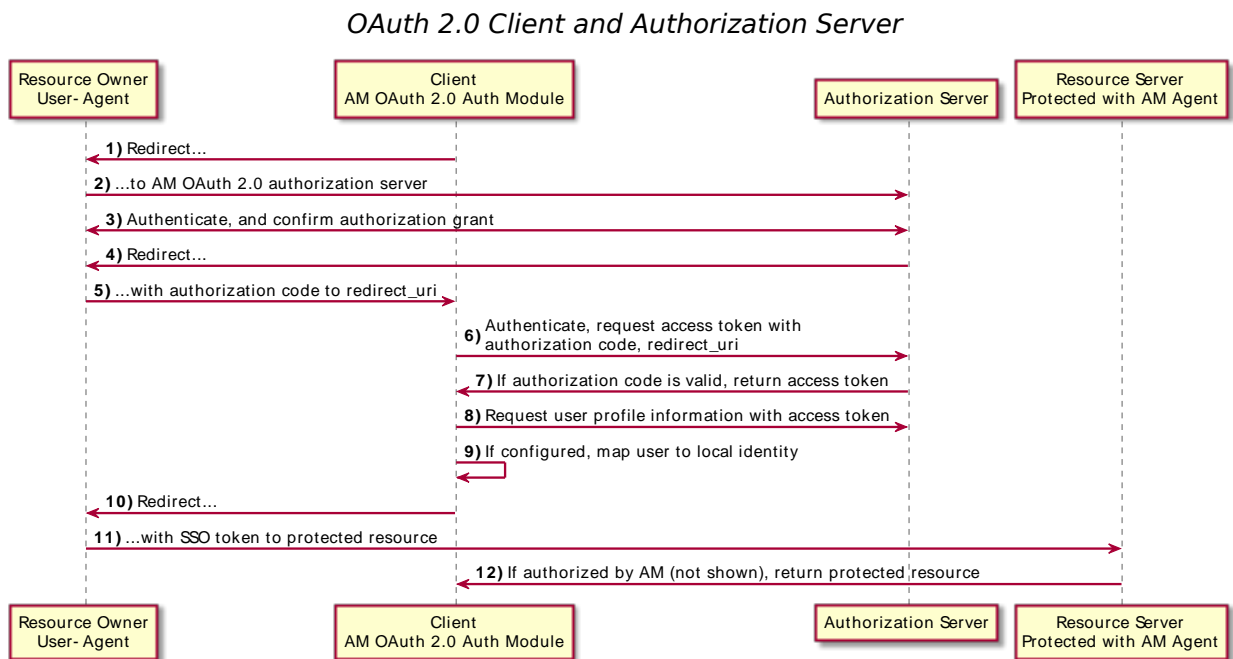 OAuth 2.0 Client and Authorization Server
Resource Owner
User-Agent
Client
AM OAuth 2.0 Auth Module
Authorization Server
Resource Server
Protected with AM Agent
1) Redirect...
2) ...to AM OAuth 2.0 authorization server
3) Authenticate, and confirm authorization grant
4) Redirect...
5) ...with authorization code to redirect_uri
6) Authenticate, request access token with
authorization code, redirect_uri
7) If authorization code is valid, return access token
8) Request user profile information with access token
9) If configured, map user to local identity
10) Redirect...
11) ...with SSO token to protected resource
12) If authorized by AM (not shown), return protected resource
Resource Owner
User-Agent
Client
AM OAuth 2.0 Auth Module
Authorization Server
Resource Server
Protected with AM Agent